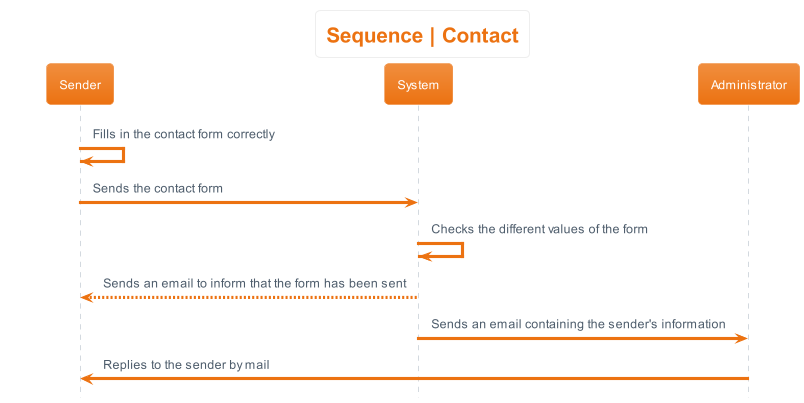 Sequence | Contact
Sender
System
Administrator
Fills in the contact form correctly
Sends the contact form
Checks the different values of the form
Sends an email to inform that the form has been sent
Sends an email containing the sender's information
Replies to the sender by mail